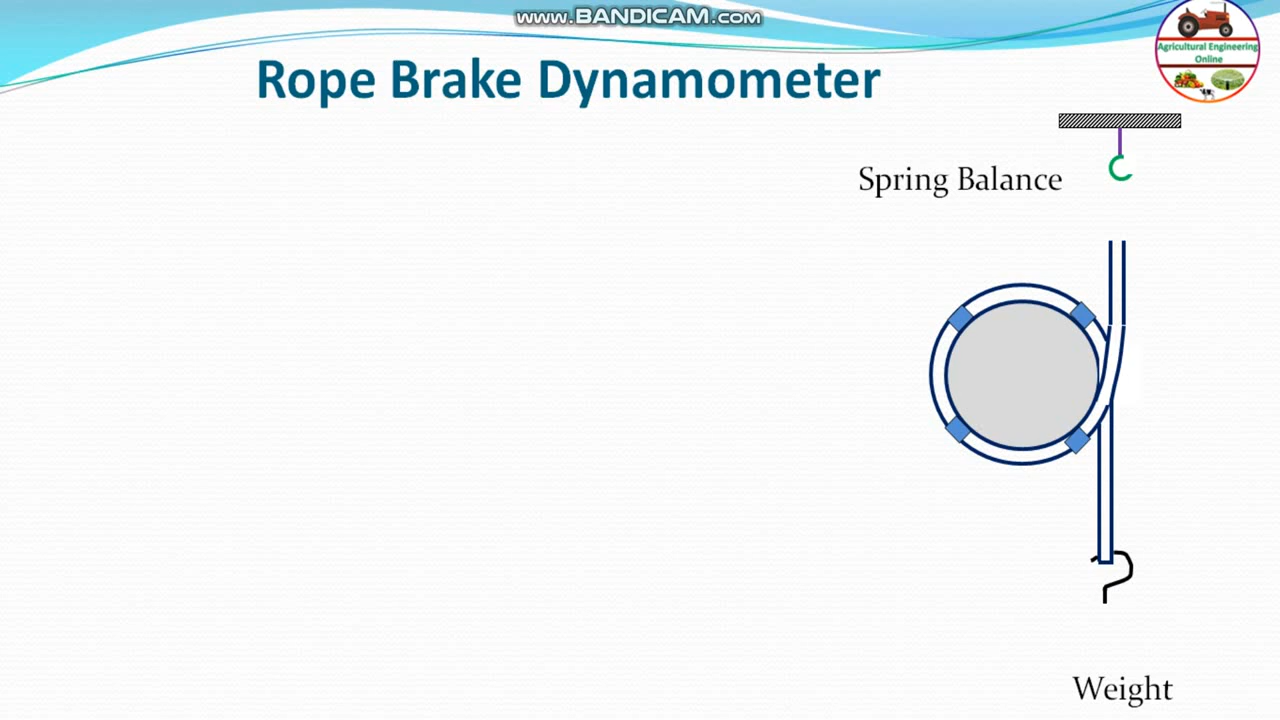 www.BANDICAM.com
Rope Brake Dynamometer
Agricultural Engineering
Online
Spring Balance
Weight